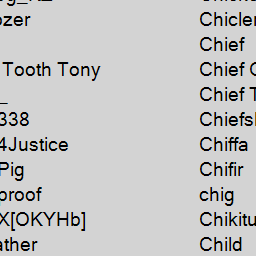 ozer Chicler
Chief
Tooth Tony Chief
_ Chief T
338 Chiefs
4Justice Chiffa
Pig Chifir
proof chig
X[OKYHb] Chikitu
ather Child